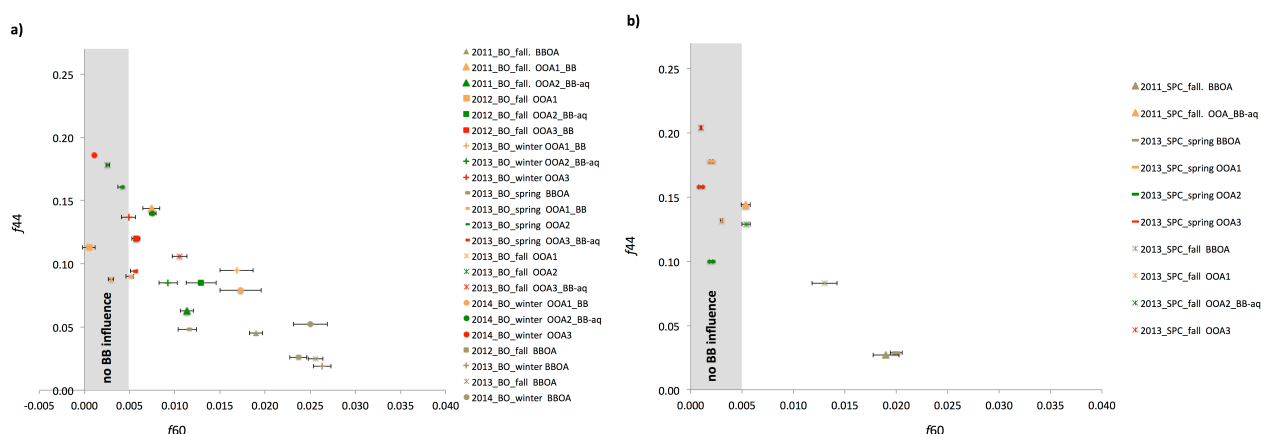 a)
f44
0.25
0.20
0.15
0.10
0.05
0.00
-0.005
0.000
0.005
0.010
0.015
0.020
0.025
0.030
0.035
0.040
f60
no BB influence
2011_BO_fall. BBOA
2011_BO_fall. OOA1_BB
2011_BO_fall. OOA2_BB-aq
2012_BO_fall OOA1
2012_BO_fall OOA2_BB-aq
2012_BO_fall OOA3_BB
2013_BO_winter OOA1_BB
2013_BO_winter OOA2_BB-aq
2013_BO_winter OOA3
2013_BO_spring BBOA
2013_BO_spring OOA1_BB
2013_BO_spring OOA2
2013_BO_spring OOA3_BB-aq
2013_BO_fall OOA1
2013_BO_fall OOA2
2013_BO_fall OOA3_BB-aq
2014_BO_winter OOA1_BB
2014_BO_winter OOA2_BB-aq
2014_BO_winter OOA3
2012_BO_fall BBOA
2013_BO_winter BBOA
2013_BO_fall BBOA
2014_BO_winter BBOA
b)
f44
0.25
0.20
0.15
0.10
0.05
0.00
0.000
0.005
0.010
0.015
0.020
0.025
0.030
0.035
0.040
f60
no BB influence
2011_SPC_fall. BBOA
2011_SPC_fall. OOA_BB-aq
2013_SPC_spring BBOA
2013_SPC_spring OOA1
2013_SPC_spring OOA2
2013_SPC_spring OOA3
2013_SPC_fall BBOA
2013_SPC_fall OOA1
2013_SPC_fall OOA2_BB-aq
2013_SPC_fall OOA3